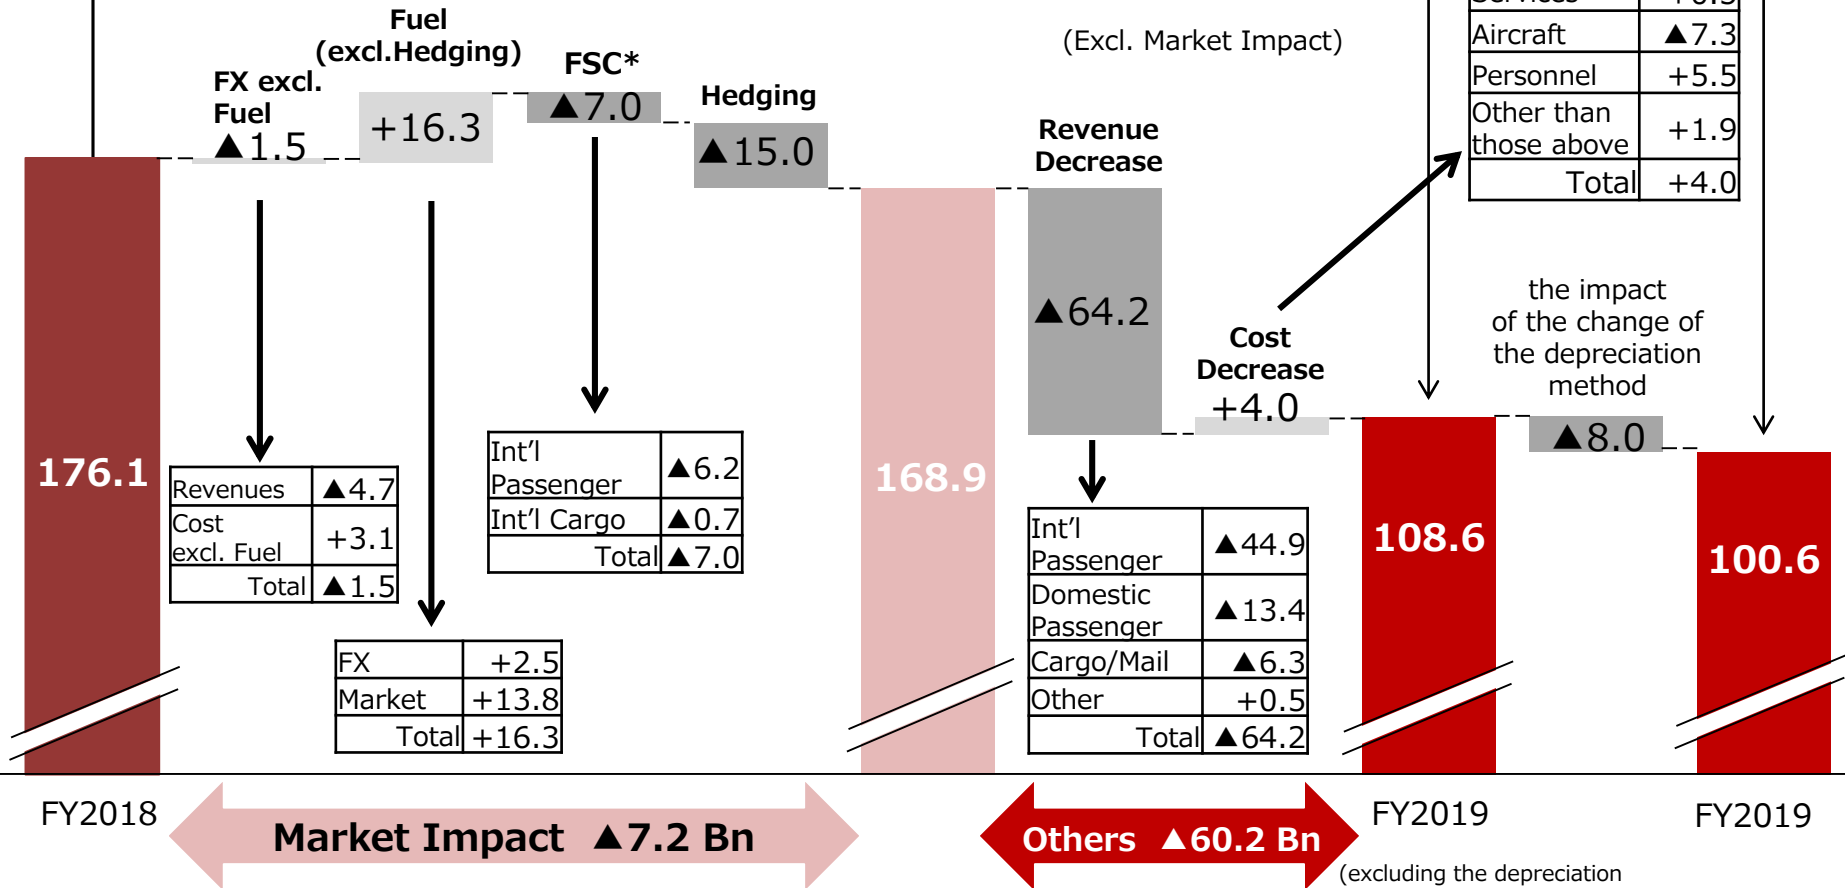 Fuel
(excl.Hedging)
FX excl.
Fuel
▲1.5
+16.3
FSC*
▲7.0
Hedging
▲15.0
(Excl. Market Impact)
Revenue
Decrease
▲64.2
Cost
Decrease
+4.0
Aircraft ▲7.3
Personnel +5.5
Other than
those above +1.9
Total +4.0
the impact
of the change of
the depreciation
method
▲8.0
176.1
168.9
108.6
100.6
Revenues ▲4.7
Cost
excl. Fuel +3.1
Total ▲1.5
FX +2.5
Market +13.8
Total +16.3
Int'l
Passenger ▲6.2
Int'l Cargo ▲0.7
Total ▲7.0
Int'l
Passenger ▲44.9
Domestic
Passenger ▲13.4
Cargo/Mail ▲6.3
Other +0.5
Total ▲64.2
FY2018
Market Impact ▲7.2 Bn
Others ▲60.2 Bn
FY2019
(excluding the depreciation
FY2019